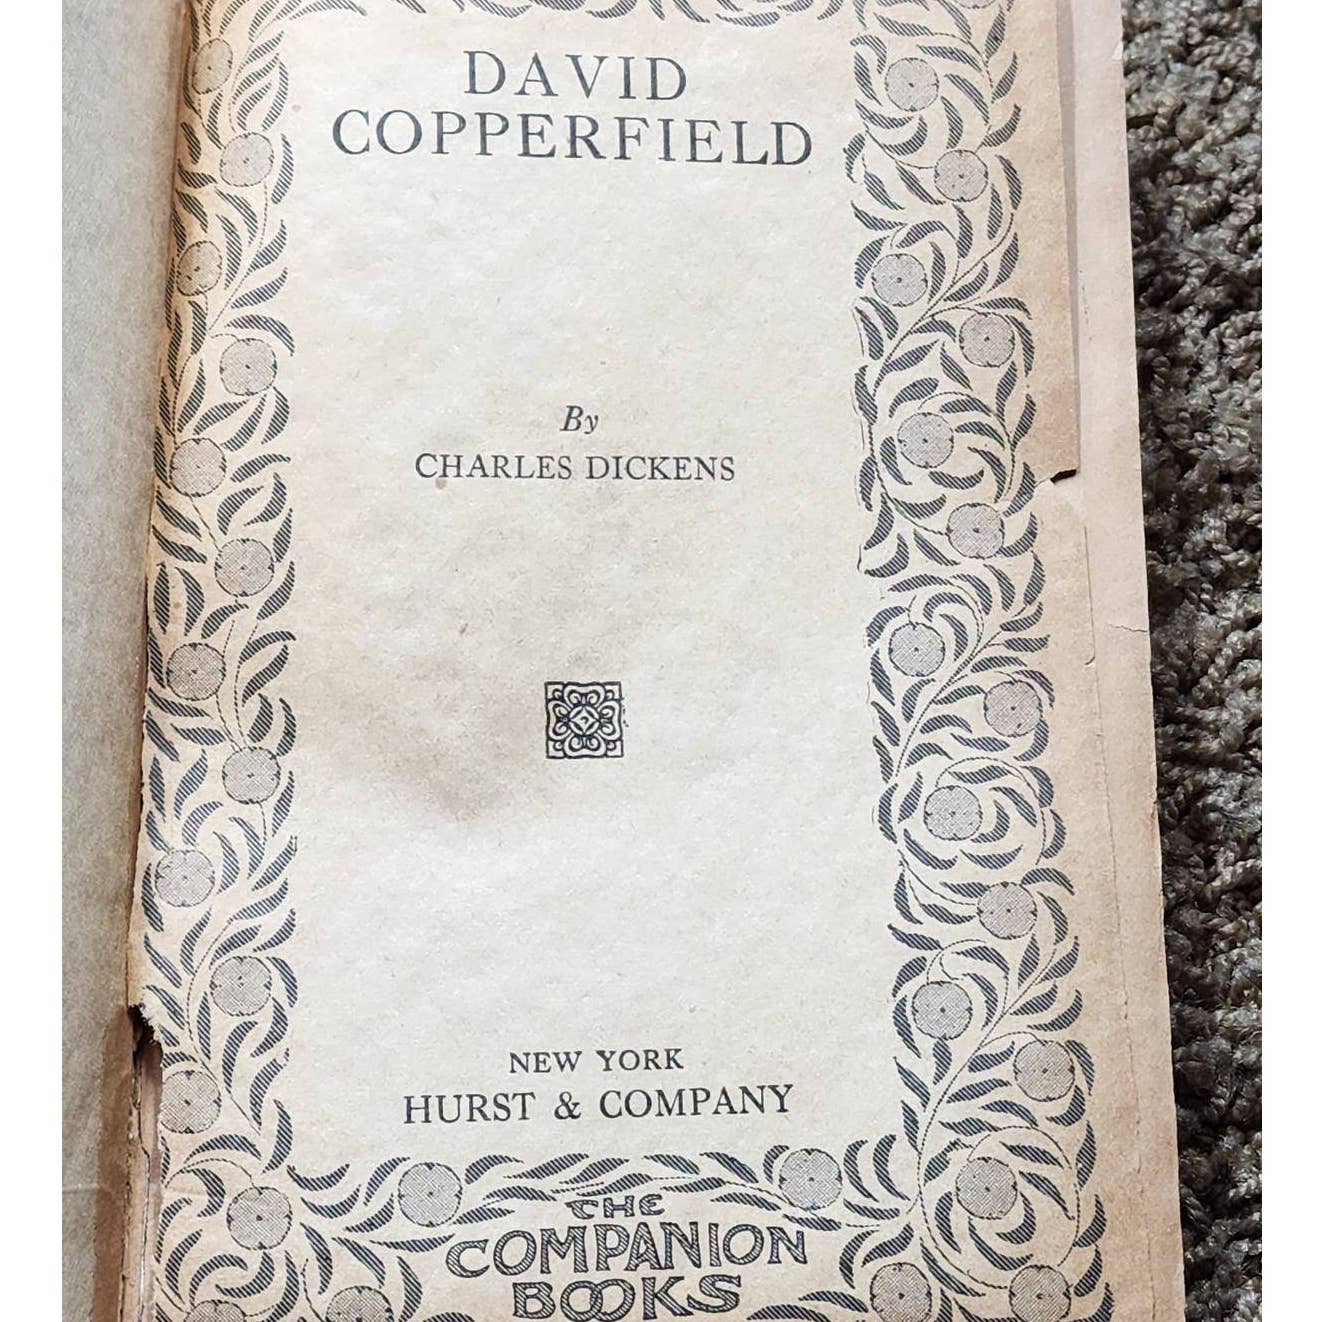 DAVID
COPPERFIELD
By
CHARLES DICKENS
NEW YORK
HURST & COMPANY
THE
COMPANION
BOOKS